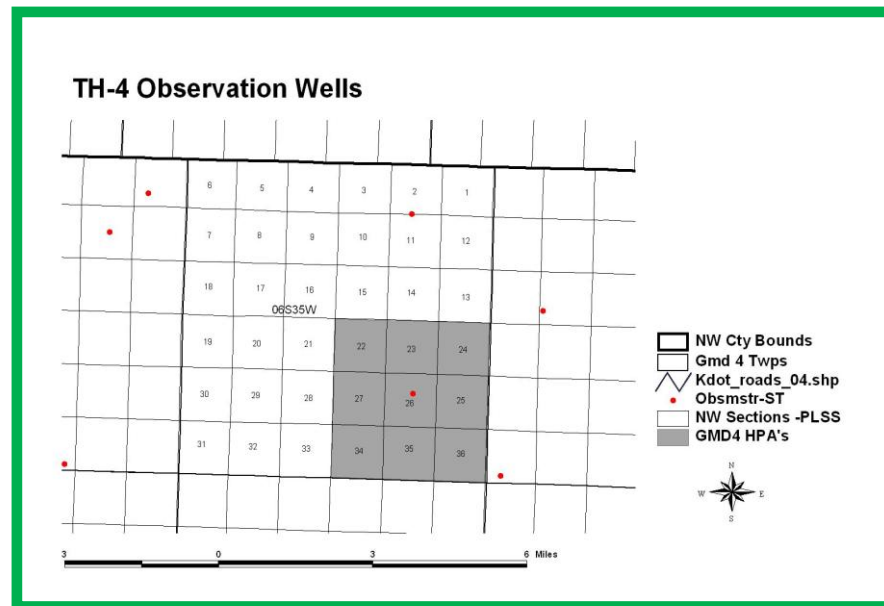 TH-4 Observation Wells
6 5 4 3 2 1
7 8 9 10 11 12
18 17 16 15 14 13
06S35W
19 20 21 22 23 24
30 29 28 27 26 25
31 32 33 34 35 36
NW Cty Bounds
Gmd 4 Twps
Kdot_roads_04.shp
Obsmstr-ST
NW Sections -PLSS
GMD4 HPA's
N
W E
S
3 0 3 6 Miles